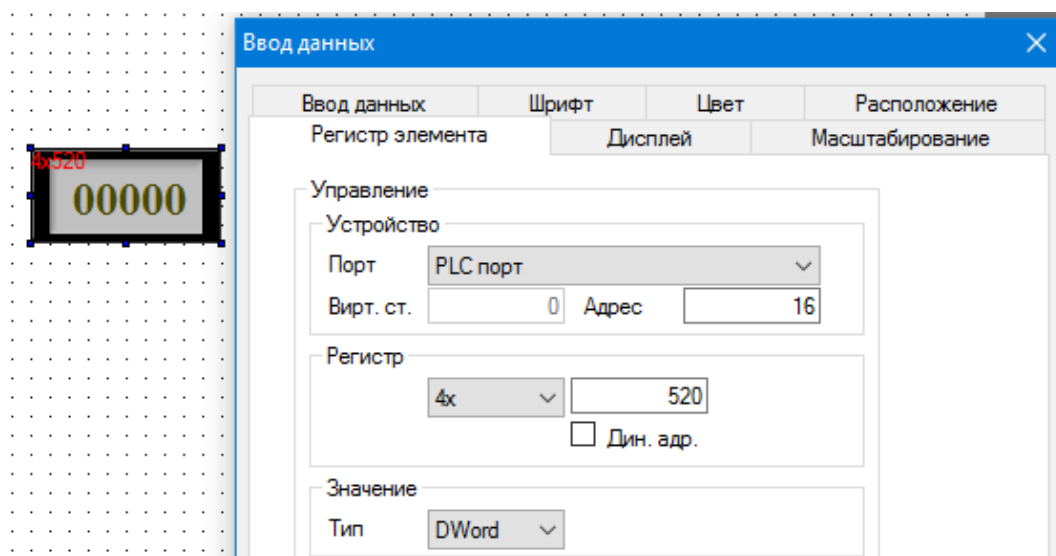 Ввод данных
Ввод данных Шрифт Цвет Расположение
Регистр элемента Дисплей Масштабирование
4x520
00000
Управление
Устройство
Порт PLC порт
Вирт. ст. 0 Адрес 16
Регистр
4x 520
Дин. адр.
Значение
Тип DWord